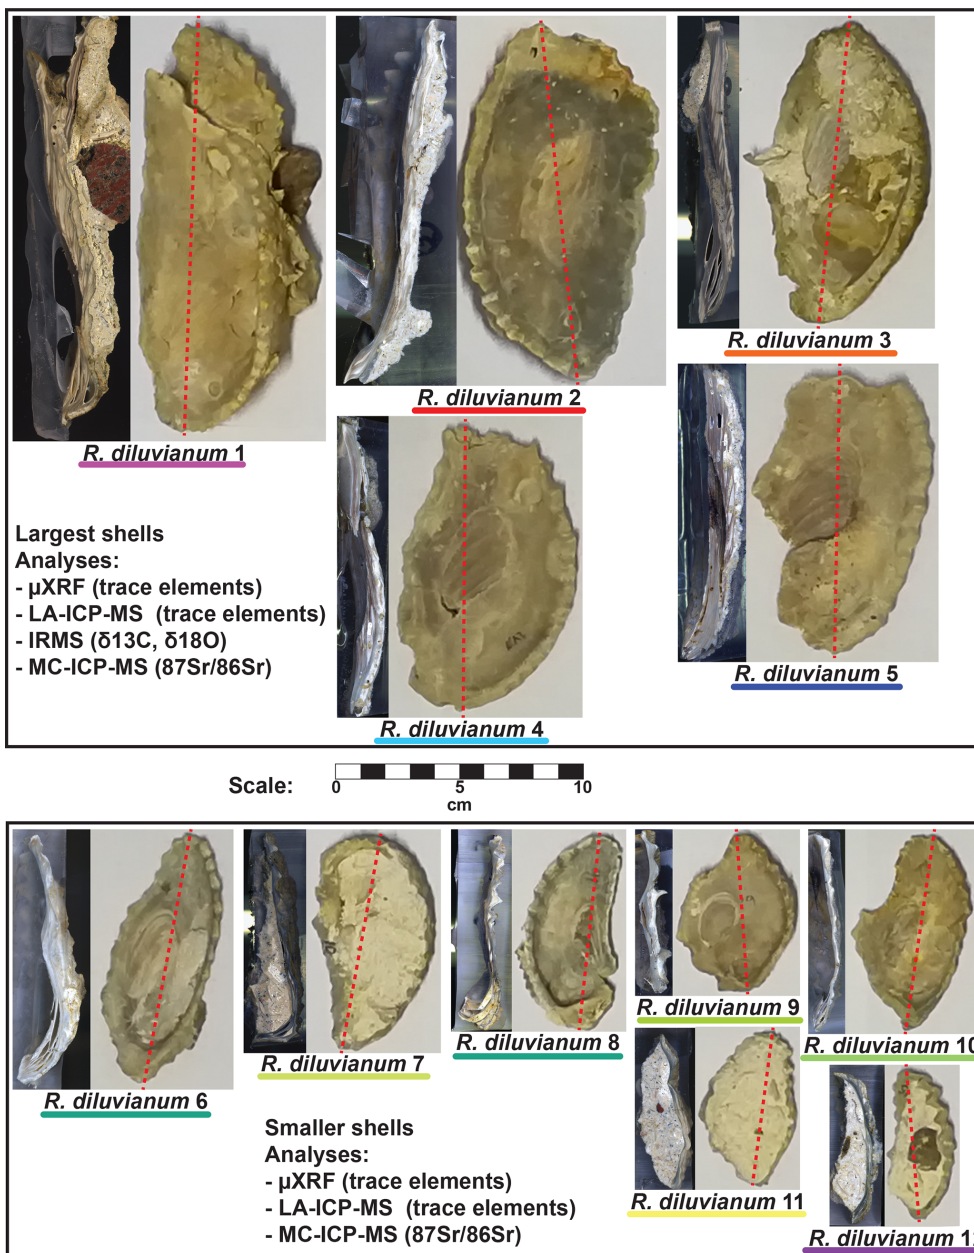 R. diluvianum 1
R. diluvianum 2
R. diluvianum 3
R. diluvianum 4
R. diluvianum 5
Largest shells
Analyses:
- µXRF (trace elements)
- LA-ICP-MS (trace elements)
- IRMS (δ13C, δ18O)
- MC-ICP-MS (87Sr/86Sr)
Scale:
0 5 10
cm
R. diluvianum 6
R. diluvianum 7
R. diluvianum 8
R. diluvianum 9
R. diluvianum 10
R. diluvianum 11
R. diluvianum
Smaller shells
Analyses:
- µXRF (trace elements)
- LA-ICP-MS (trace elements)
- MC-ICP-MS (87Sr/86Sr)